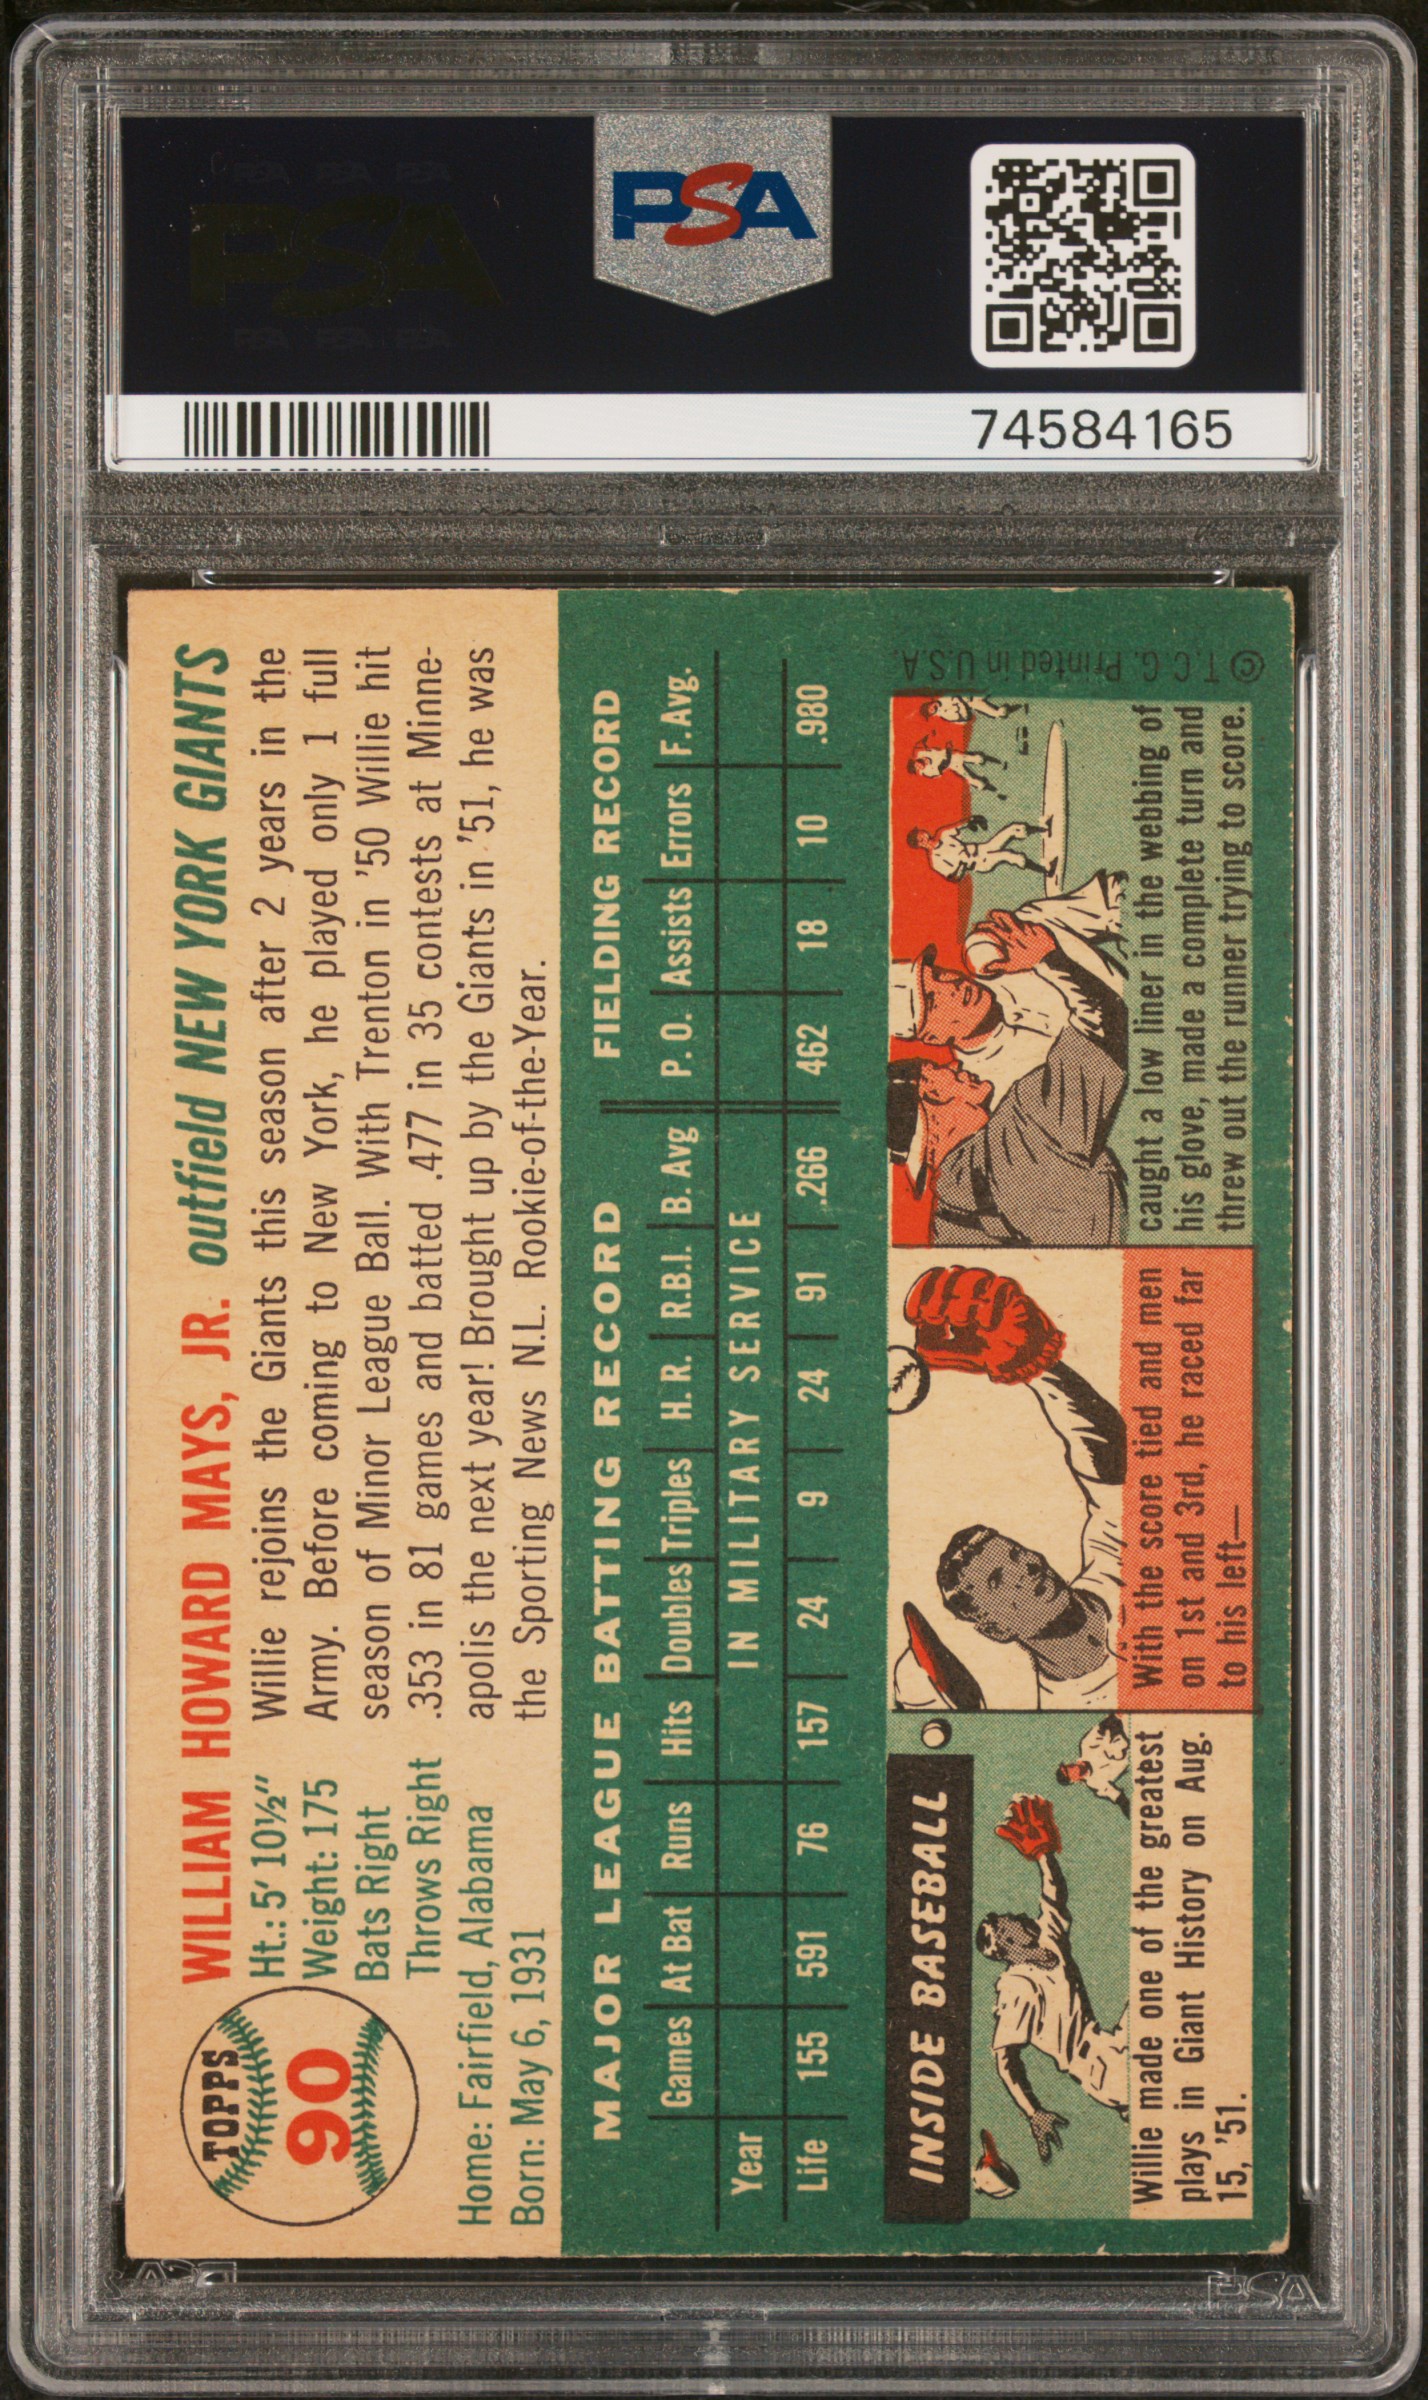 PSA PSA PSA
PSA
PSA PSA PSA
PSA
74584165
TOPPS
90
WILLIAM HOWARD MAYS, JR. outfield NEW YORK GIANTS
Ht.: 5' 10½"
Weight: 175
Bats Right
Throws Right
Home: Fairfield, Alabama
Born: May 6, 1931
Willie rejoins the Giants this season after 2 years in the
Army. Before coming to New York, he played only 1 full
season of Minor League Ball. With Trenton in '50 Willie hit
.353 in 81 games and batted .477 in 35 contests at Minne-
apolis the next year! Brought up by the Giants in '51, he was
the Sporting News N.L. Rookie-of-the-Year.
MAJOR LEAGUE BATTING RECORD FIELDING RECORD
Games At Bat Runs Hits Doubles Triples H. R. R.B.I. B. Avg P. O. Assists Errors F. Avg.
Year IN MILITARY SERVICE
Life 155 591 76 157 24 9 24 91 .266 462 18 10 .980
INSIDE BASEBALL
Willie made one of the greatest
plays in Giant History on Aug.
15, '51.
With the score tied and men
on 1st and 3rd, he raced far
to his left—
caught a low liner in the webbing of
his glove, made a complete turn and
threw out the runner trying to score.
© T.C.G. Printed in U.S.A.
PSA
PSA